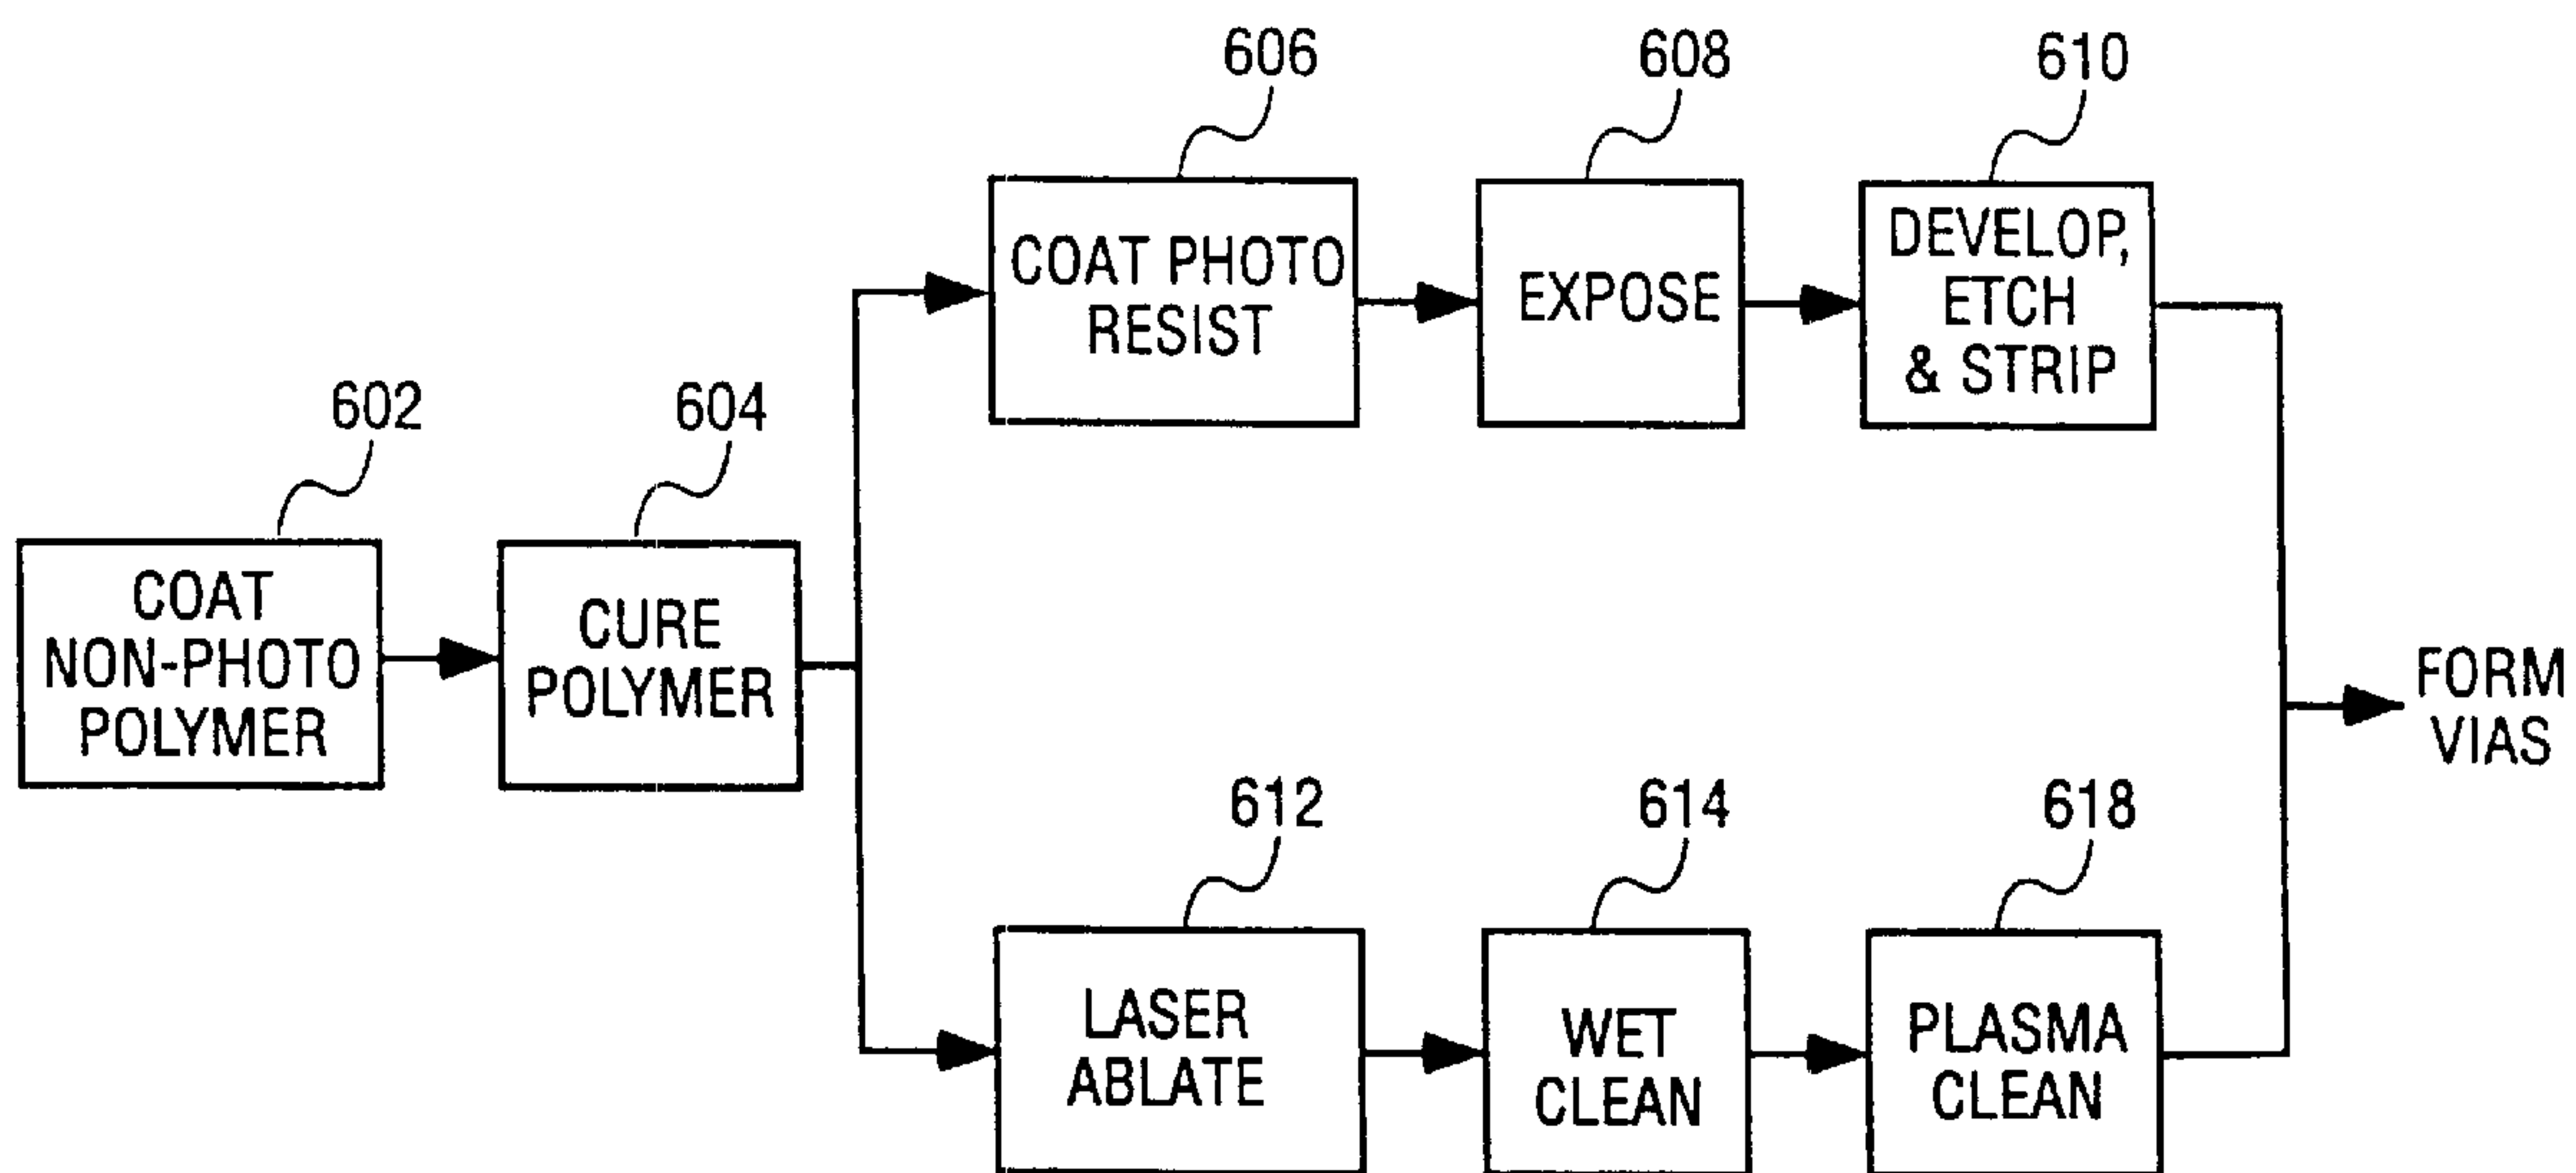 606
608
610
COAT PHOTO
RESIST
EXPOSE
DEVELOP,
ETCH
& STRIP
602
604
COAT
NON-PHOTO
POLYMER
CURE
POLYMER
FORM
VIAS
612
614
618
LASER
ABLATE
WET
CLEAN
PLASMA
CLEAN